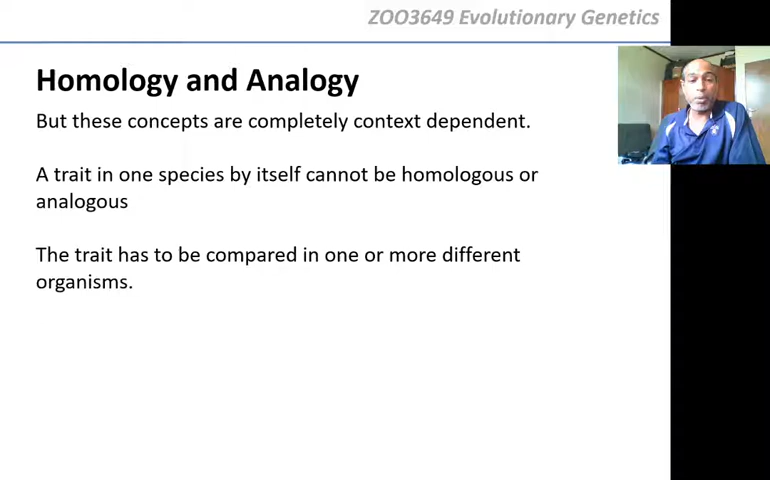 ZOO3649 Evolutionary Genetics
Homology and Analogy
But these concepts are completely context dependent.
A trait in one species by itself cannot be homologous or
analogous
The trait has to be compared in one or more different
organisms.